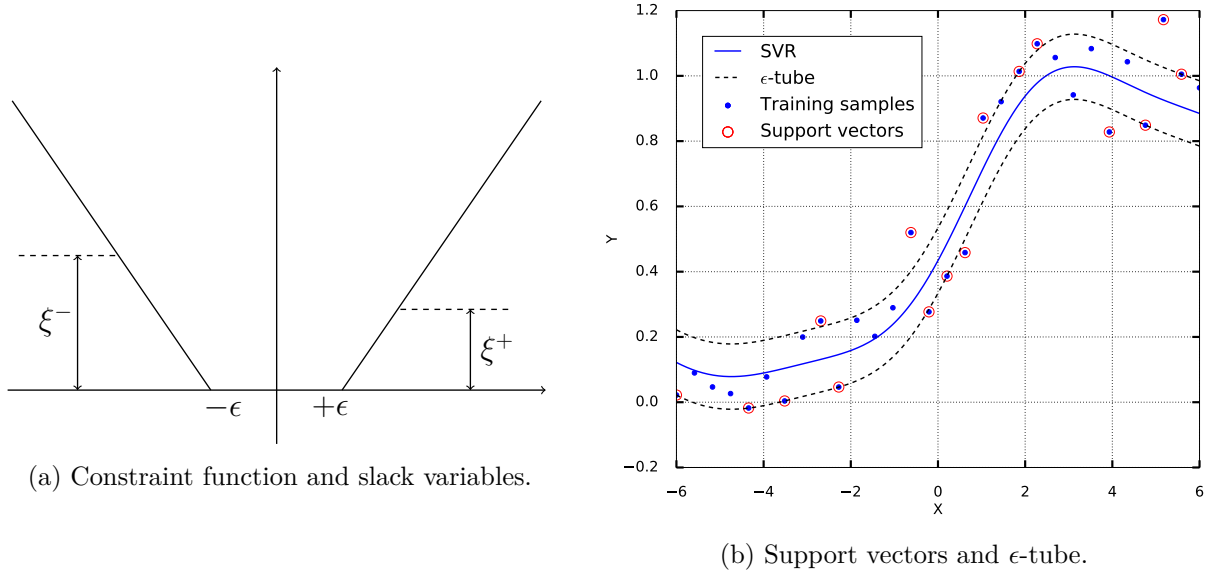 ξ−
ξ+
−ϵ
+ϵ
(a) Constraint function and slack variables.
1.2
1.0
0.8
0.6
0.4
0.2
0.0
−0.2
Y
SVR
ϵ-tube
Training samples
Support vectors
−6 −4 −2 0 2 4 6
X
(b) Support vectors and ϵ-tube.